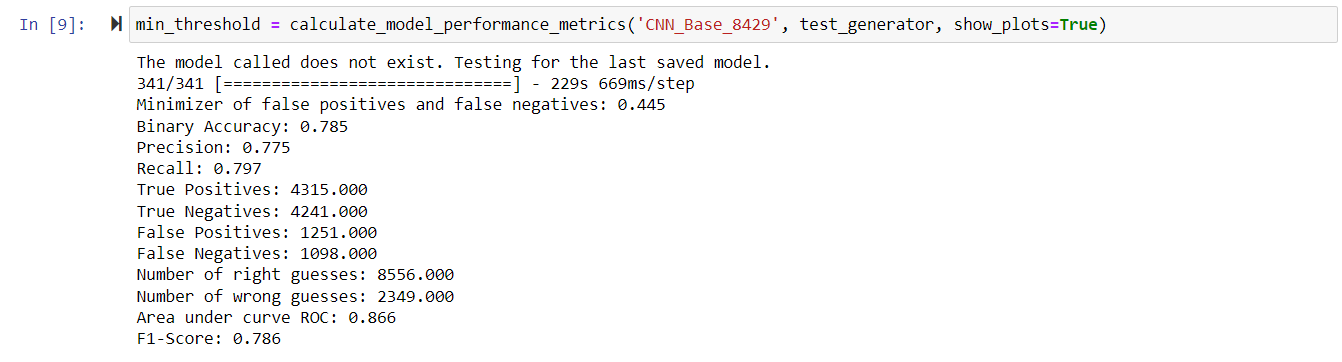 In [9]: min_threshold = calculate_model_performance_metrics('CNN_Base_8429', test_generator, show_plots=True)
The model called does not exist. Testing for the last saved model.
341/341 [==============================] - 229s 669ms/step
Minimizer of false positives and false negatives: 0.445
Binary Accuracy: 0.785
Precision: 0.775
Recall: 0.797
True Positives: 4315.000
True Negatives: 4241.000
False Positives: 1251.000
False Negatives: 1098.000
Number of right guesses: 8556.000
Number of wrong guesses: 2349.000
Area under curve ROC: 0.866
F1-Score: 0.786